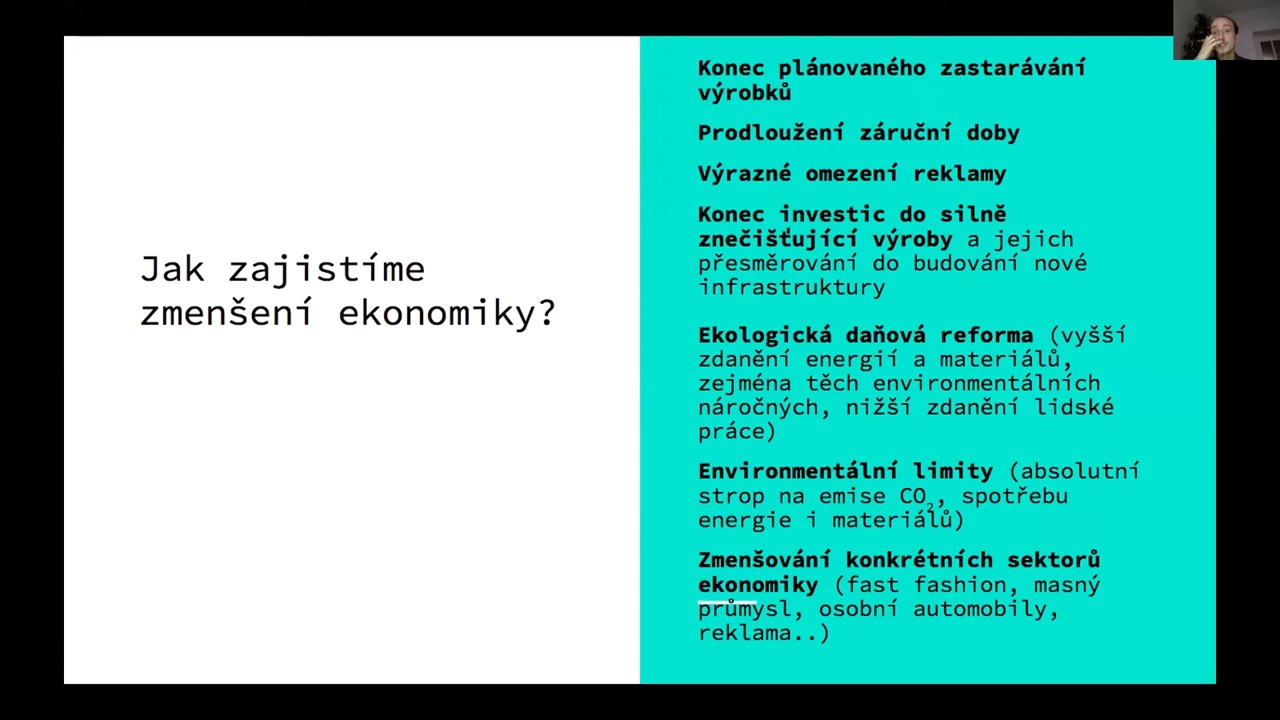 Jak zajistíme
zmenšení ekonomiky?
Konec plánovaného zastarávání
výrobků
Prodloužení záruční doby
Výrazné omezení reklamy
Konec investic do silně
znečišťující výroby a jejich
přesměrování do budování nové
infrastruktury
Ekologická daňová reforma (vyšší
zdanění energií a materiálů,
zejména těch environmentálních
náročných, nižší zdanění lidské
práce)
Environmentální limity (absolutní
strop na emise CO₂, spotřebu
energie i materiálů)
Zmenšování konkrétních sektorů
ekonomiky (fast fashion, masný
průmysl, osobní automobily,
reklama..)